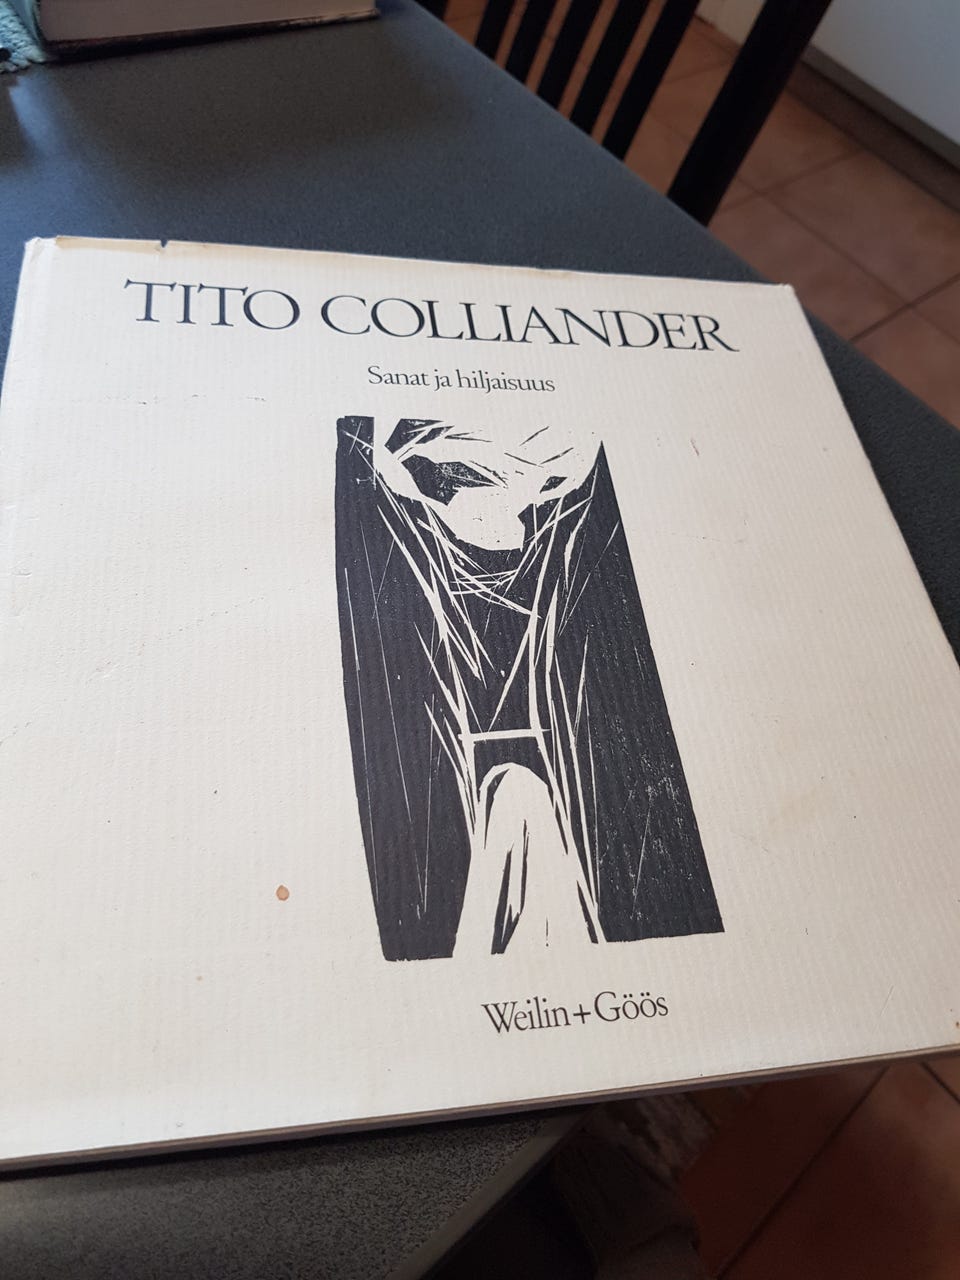 TITO COLLIANDER
Sanat ja hiljaisuus
Weilin+Göös